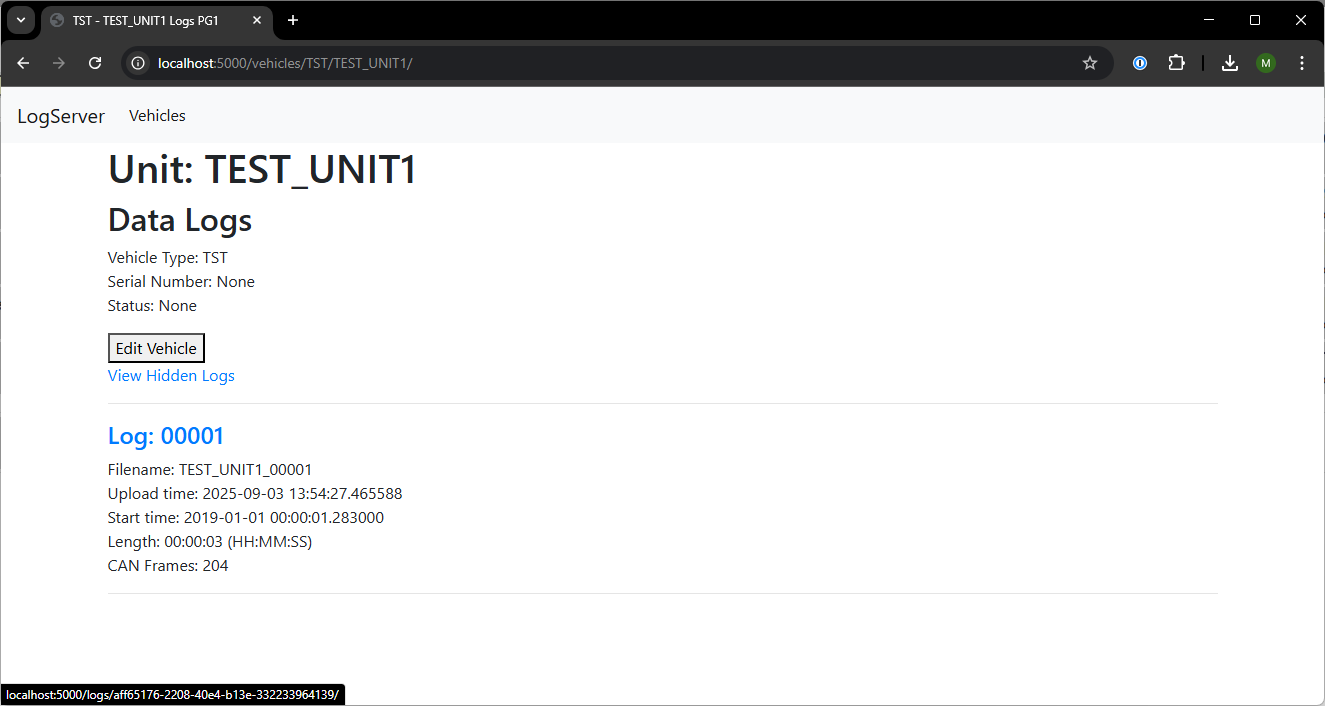 TST - TEST_UNIT1 Logs PG1
localhost:5000/vehicles/TST/TEST_UNIT1/
M
LogServer Vehicles
Unit: TEST_UNIT1
Data Logs
Vehicle Type: TST
Serial Number: None
Status: None
Edit Vehicle
View Hidden Logs
Log: 00001
Filename: TEST_UNIT1_00001
Upload time: 2025-09-03 13:54:27.465588
Start time: 2019-01-01 00:00:01.283000
Length: 00:00:03 (HH:MM:SS)
CAN Frames: 204
localhost:5000/logs/aff65176-2208-40e4-b13e-332233964139/